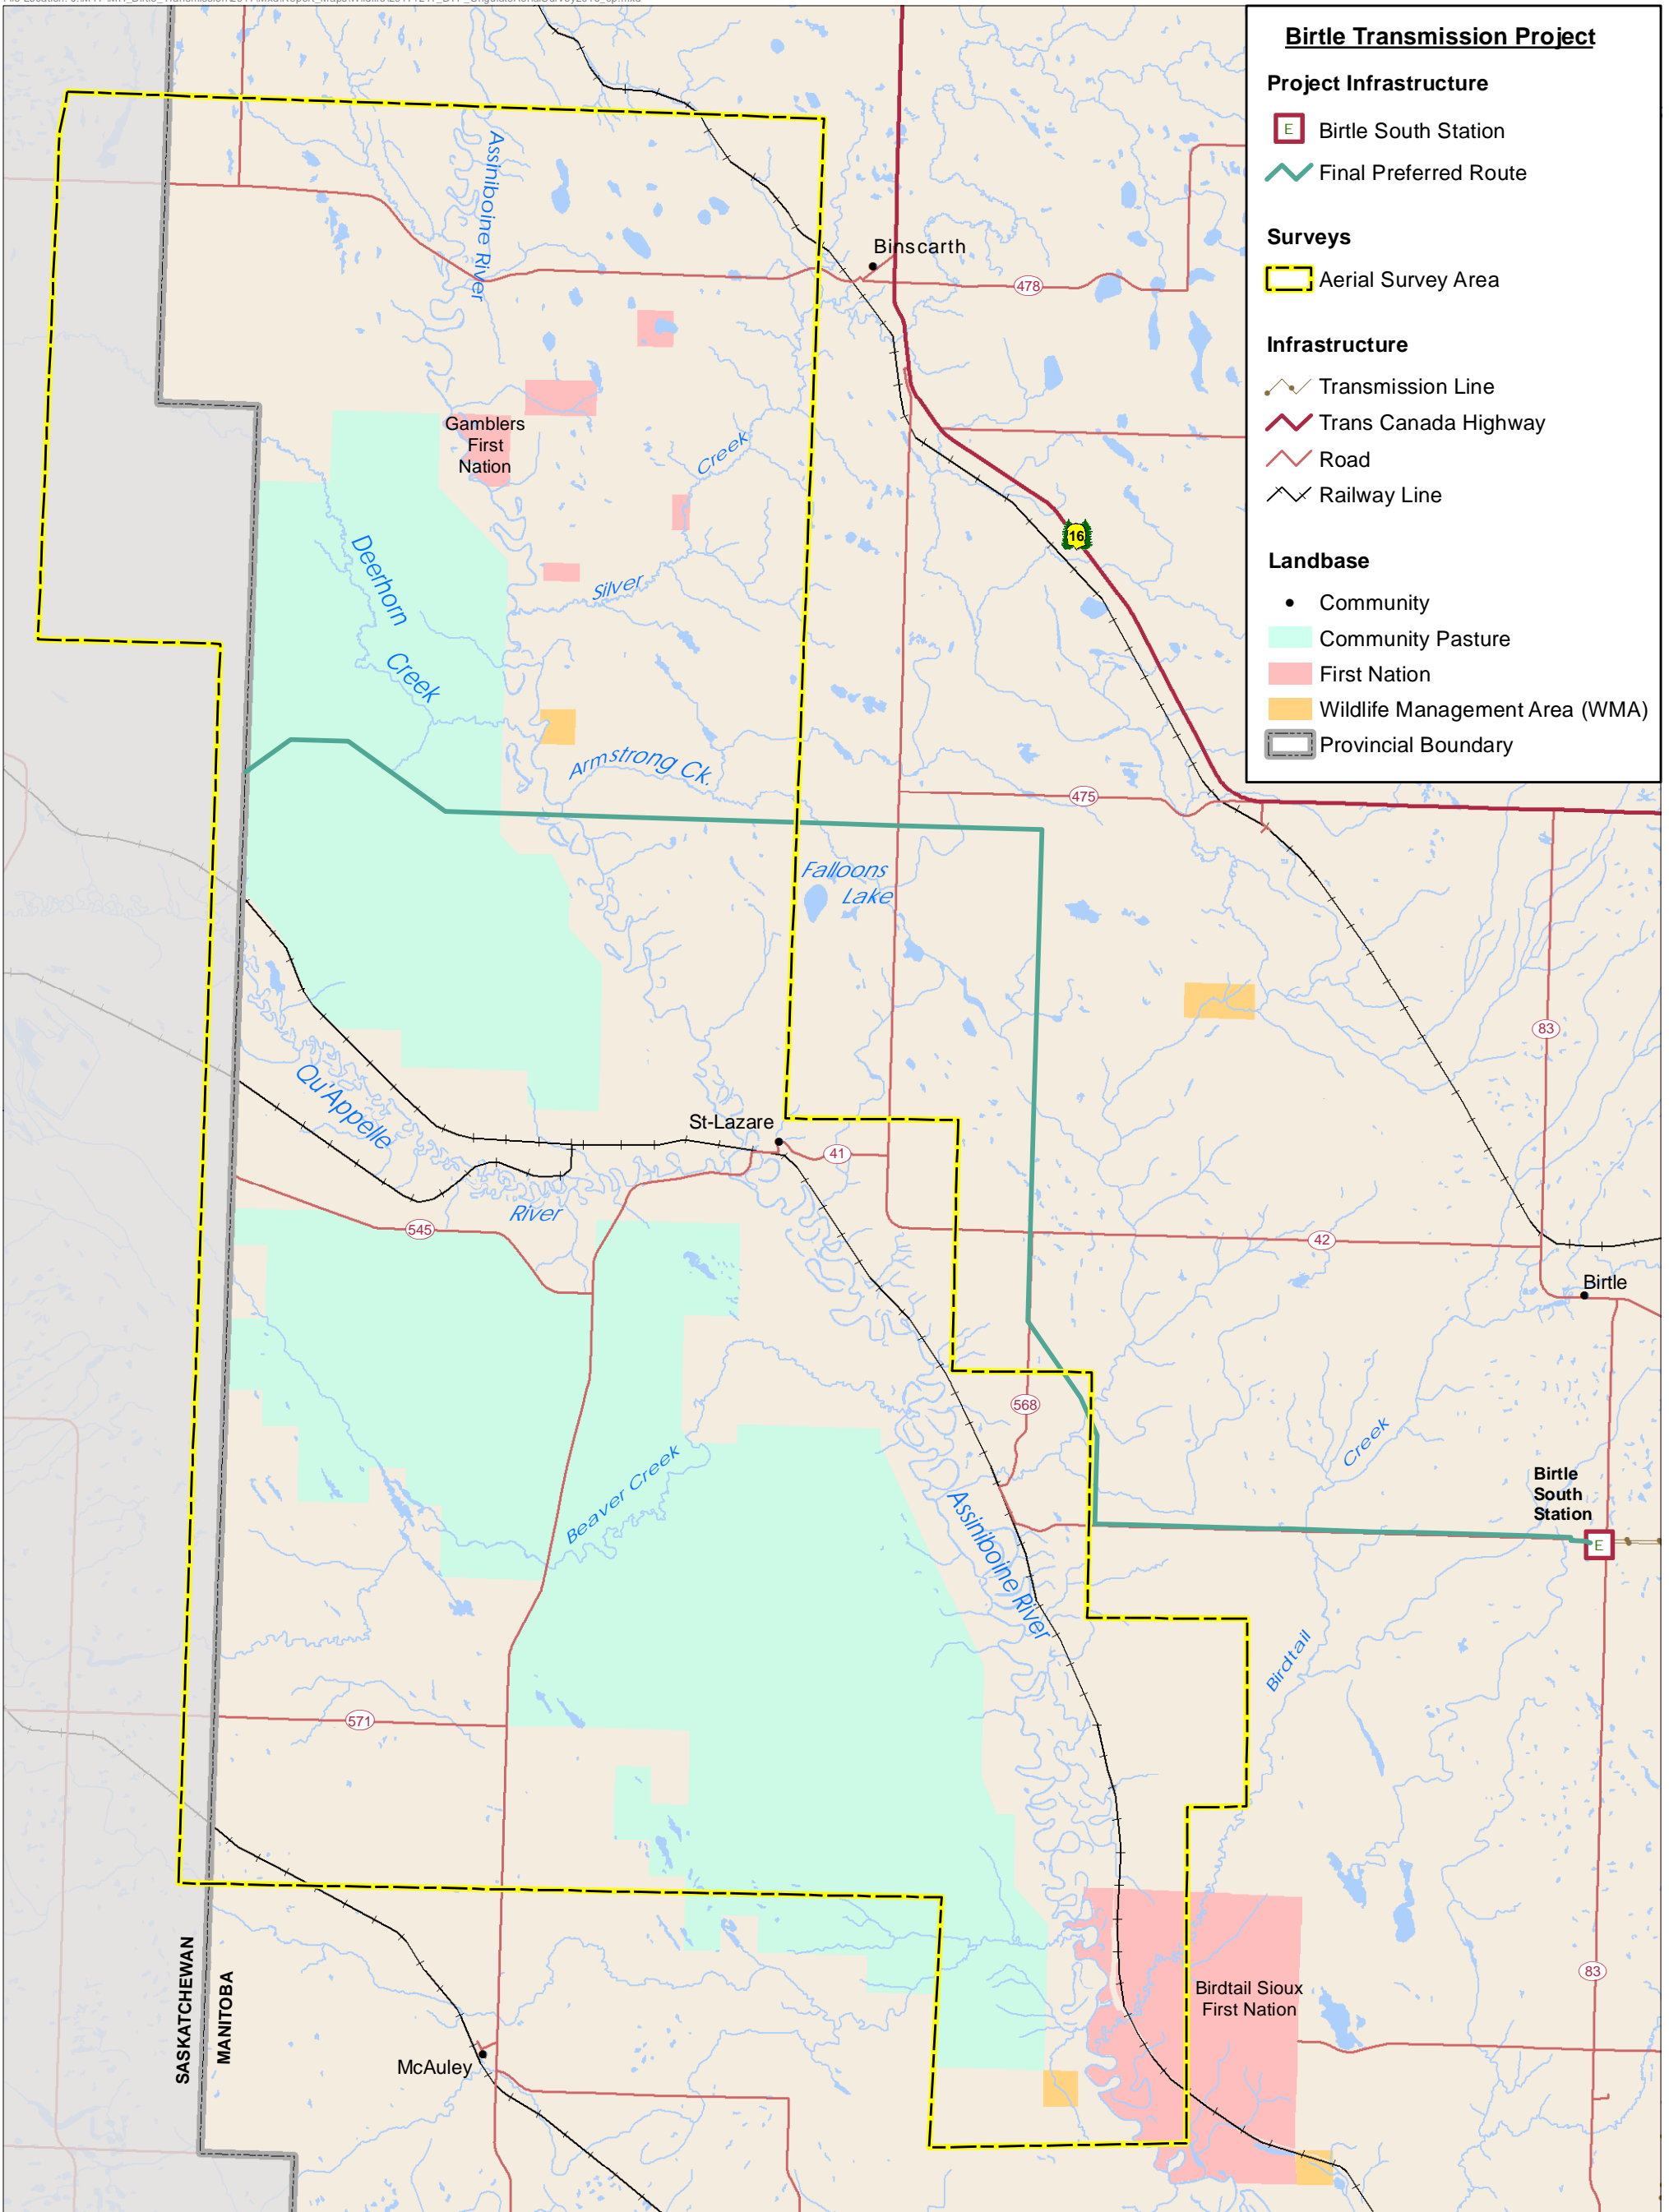 Birtle Transmission Project
Project Infrastructure
E
Birtle South Station
Final Preferred Route
Surveys
Aerial Survey Area
Infrastructure
Transmission Line
Trans Canada Highway
Road
Railway Line
Landbase
Community
Community Pasture
First Nation
Wildlife Management Area (WMA)
Provincial Boundary
Assiniboine River
Binscarth
478
Gamblers
First
Nation
Creek
Silver
16
Deerhorn
Creek
Armstrong Ck.
475
Falloons
Lake
83
Qu'Appelle
River
St-Lazare
41
545
42
Birtle
568
Creek
Birdtail
Beaver Creek
Assiniboine River
Birtle
South
Station
E
571
SASKATCHEWAN
MANITOBA
Birdtail Sioux
First Nation
83
McAuley